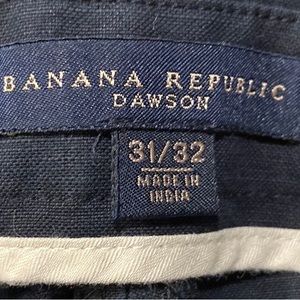 BANANA REPUBLIC
DAWSON
31/32
MADE IN
INDIA